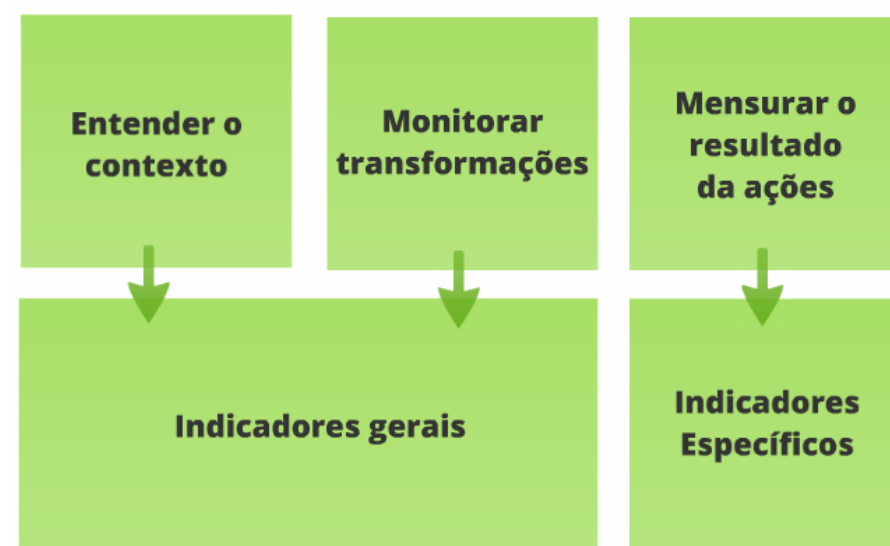 Entender o
contexto
Monitorar
transformações
Mensurar o
resultado
da ações
Indicadores gerais
Indicadores
Específicos